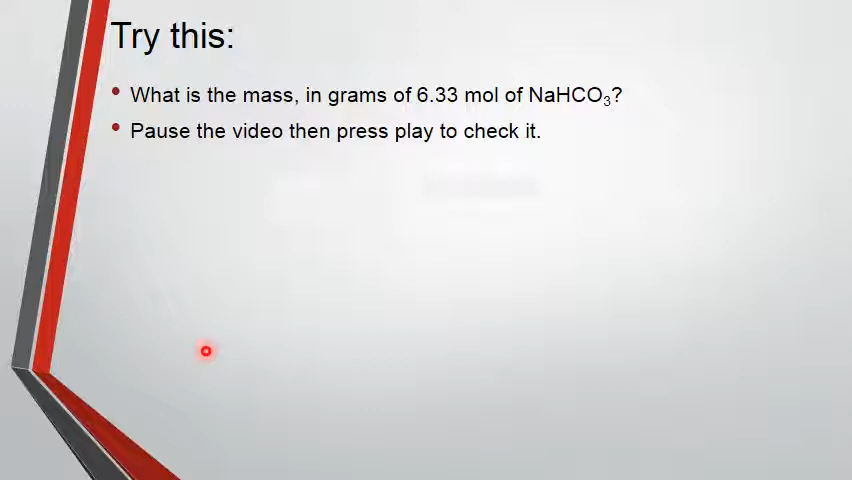 Try this:
• What is the mass, in grams of 6.33 mol of NaHCO₃?
• Pause the video then press play to check it.